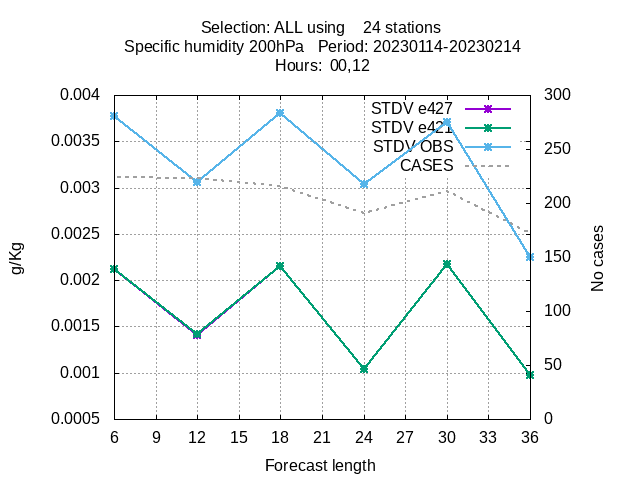 Selection: ALL using    24 stations
Specific humidity 200hPa   Period: 20230114-20230214
Hours:  00,12
STDV e427
STDV e421
STDV OBS
CASES
0.004
0.0035
0.003
0.0025
0.002
0.0015
0.001
0.0005
300
250
200
150
100
50
0
g/Kg
No cases
6 9 12 15 18 21 24 27 30 33 36
Forecast length